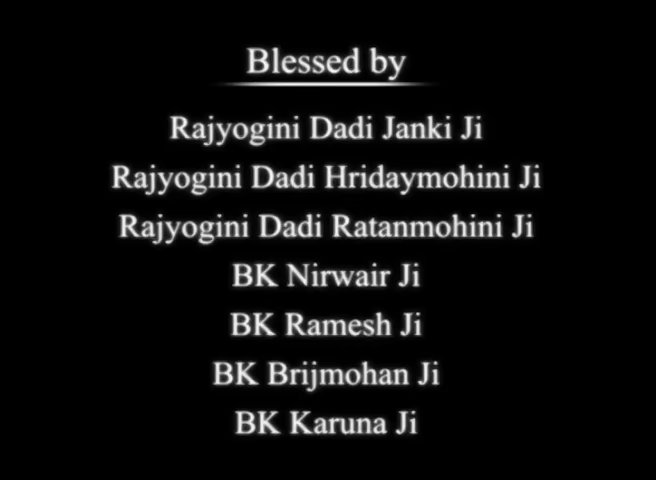 Blessed by
Rajyogini Dadi Janki Ji
Rajyogini Dadi Hridaymohini Ji
Rajyogini Dadi Ratanmohini Ji
BK Nirwair Ji
BK Ramesh Ji
BK Brijmohan Ji
BK Karuna Ji